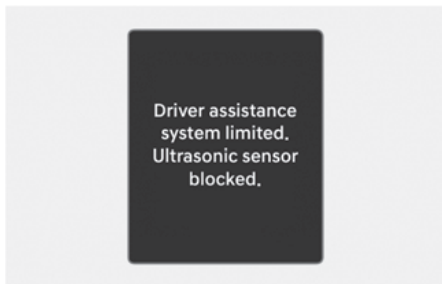 Driver assistance
system limited.
Ultrasonic sensor
blocked.